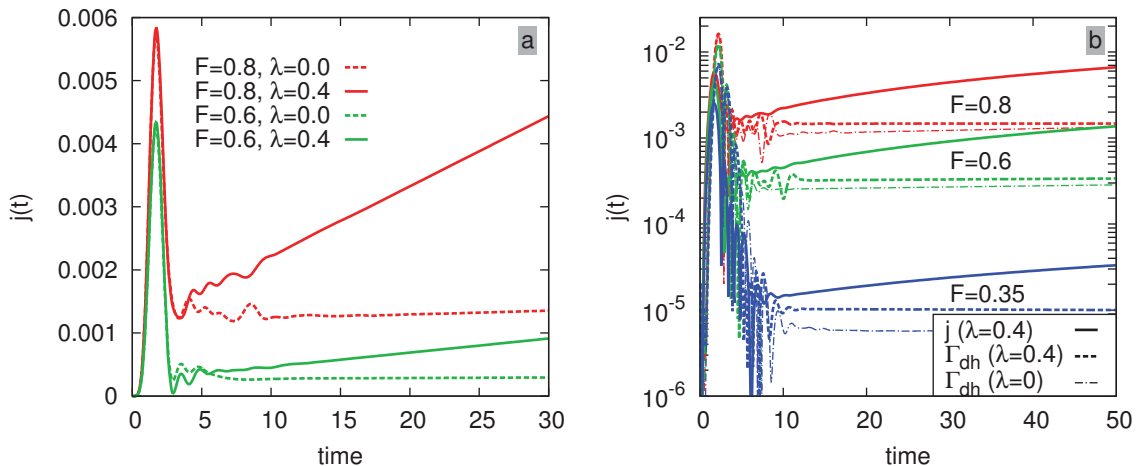 a
j(t)
0.006
0.005
0.004
0.003
0.002
0.001
0
F=0.8, λ=0.0
F=0.8, λ=0.4
F=0.6, λ=0.0
F=0.6, λ=0.4
0 5 10 15 20 25 30
time
b
j(t)
10-2
10-3
10-4
10-5
10-6
F=0.8
F=0.6
F=0.35
j (λ=0.4)
Γdh (λ=0.4)
Γdh (λ=0)
0 10 20 30 40 50
time